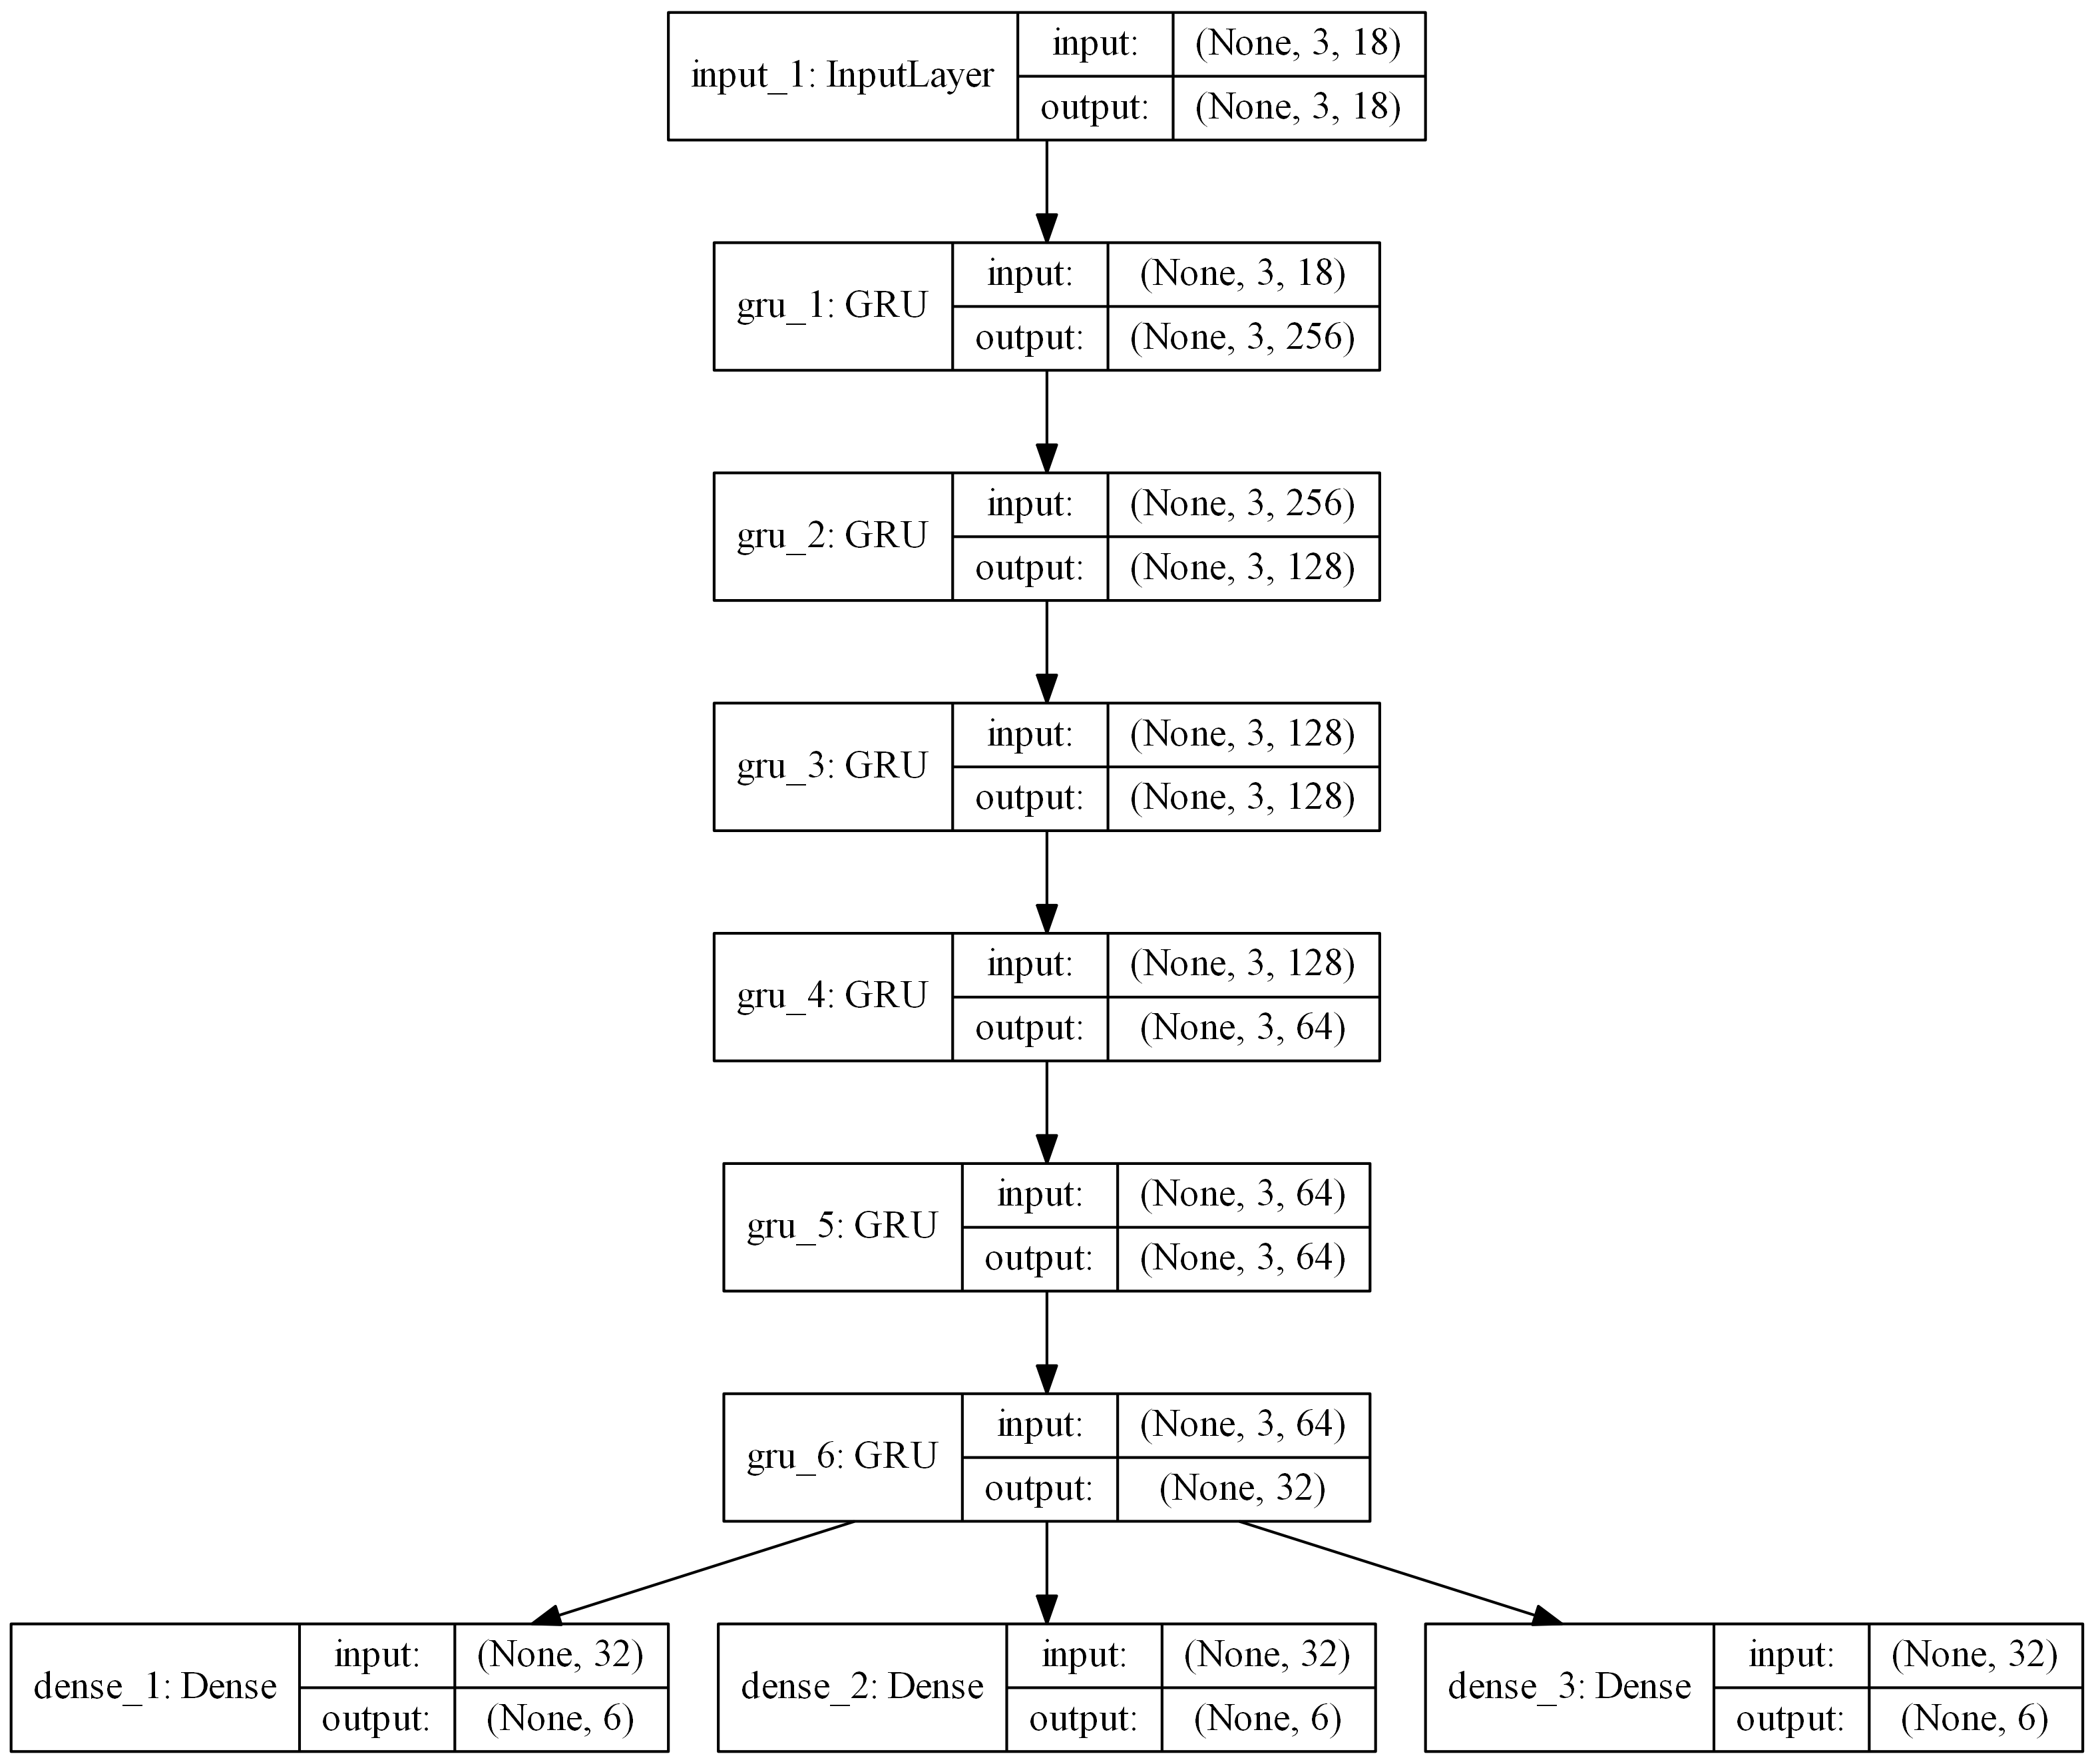 input_1: InputLayer
input: (None, 3, 18)
output: (None, 3, 18)
gru_1: GRU
input: (None, 3, 18)
output: (None, 3, 256)
gru_2: GRU
input: (None, 3, 256)
output: (None, 3, 128)
gru_3: GRU
input: (None, 3, 128)
output: (None, 3, 128)
gru_4: GRU
input: (None, 3, 128)
output: (None, 3, 64)
gru_5: GRU
input: (None, 3, 64)
output: (None, 3, 64)
gru_6: GRU
input: (None, 3, 64)
output: (None, 32)
dense_1: Dense
input: (None, 32)
output: (None, 6)
dense_2: Dense
input: (None, 32)
output: (None, 6)
dense_3: Dense
input: (None, 32)
output: (None, 6)